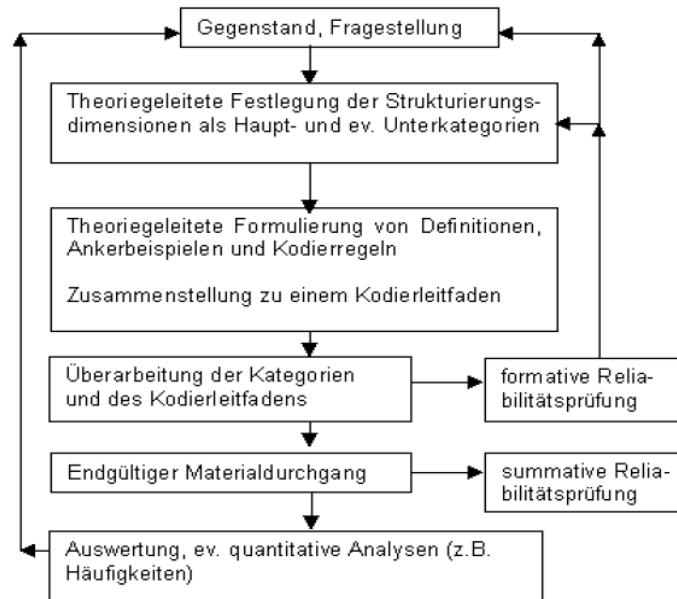 Gegenstand, Fragestellung
Theoriegeleitete Festlegung der Strukturierungs-
dimensionen als Haupt- und ev. Unterkategorien
Theoriegeleitete Formulierung von Definitionen,
Ankerbeispielen und Kodierregeln
Zusammenstellung zu einem Kodierleitfaden
Überarbeitung der Kategorien
und des Kodierleitfadens
formative Relia-
bilitätsprüfung
Endgültiger Materialdurchgang
summative Relia-
bilitätsprüfung
Auswertung, ev. quantitative Analysen (z.B.
Häufigkeiten)